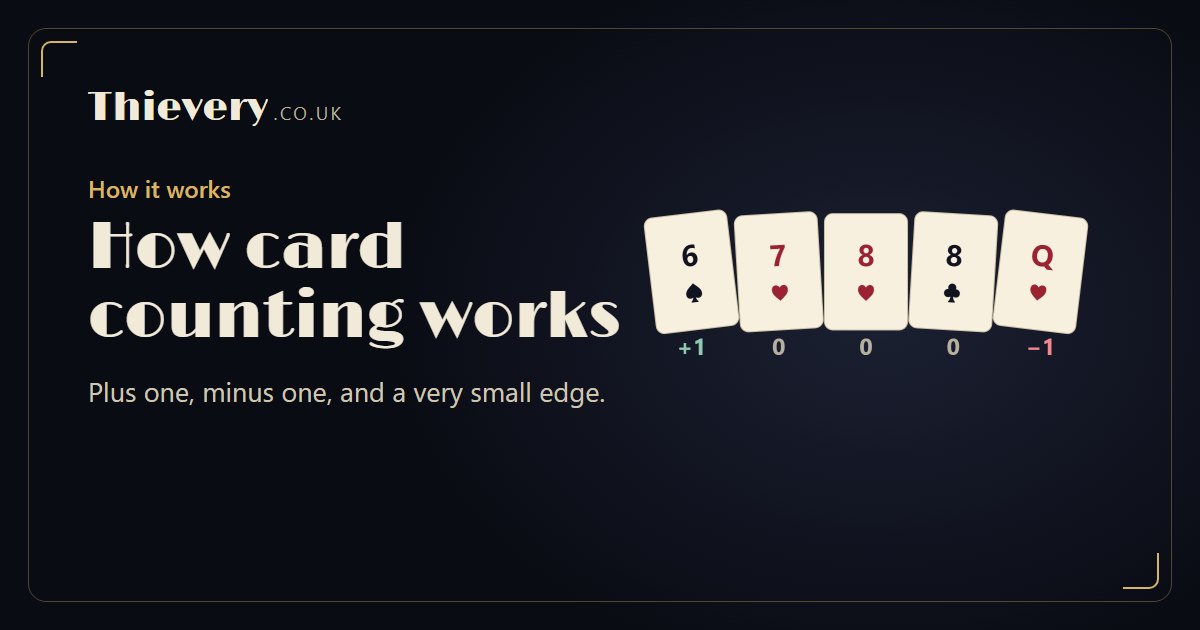 Thievery.CO.UK
How it works
How card
counting works
Plus one, minus one, and a very small edge.
6 7 8 8 Q
♠ ♥ ♥ ♣ ♥
+1 0 0 0 −1